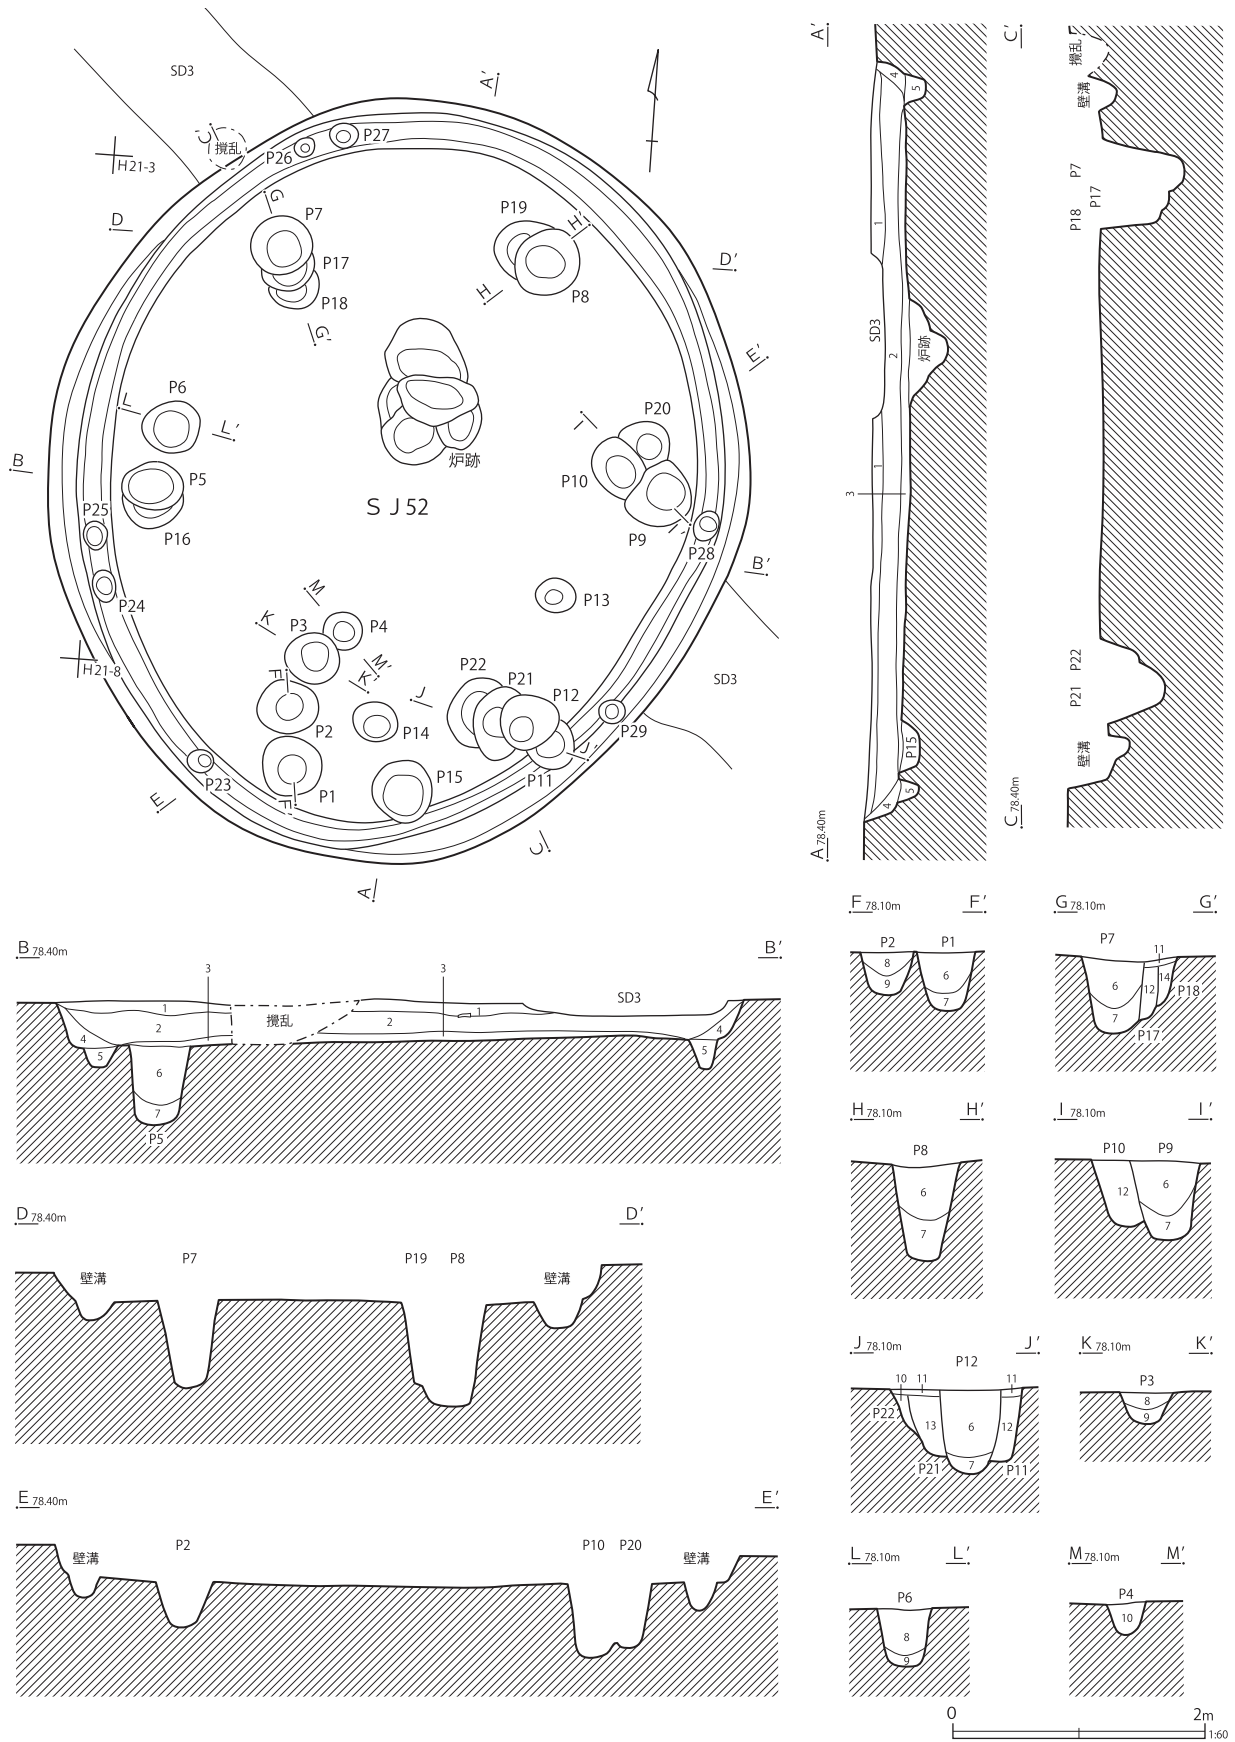 SD3
A′
攪乱
C′
H21-3
P26
P27
D
G
P7
P17
P18
G′
P19
H′
H
P8
D′
E′
P6
L
L′
B
P5
P16
P25
P24
炉跡
SJ52
I
P20
P10
P9
I′
P28
B′
P13
M
K
P3
P4
M′
K′
F
P2
P14
P1
F′
J
P22
P21
P12
P11
J′
P29
SD3
H21-8
P23
E
P15
C
A
A′
4
5
1
SD3
2
炉跡
1
3
P15
5
4
A 78.40m
C′
攪乱
壁溝
P7
P17
P18
P22
P21
壁溝
C 78.40m
B 78.40m
B′
3
3
1
2
攪乱
2
1
SD3
4
5
6
7
P5
4
5
D 78.40m
D′
P7
P19
P8
壁溝
壁溝
E 78.40m
E′
P2
P10
P20
壁溝
壁溝
F 78.10m
F′
P2
P1
8
9
6
7
G 78.10m
G′
P7
11
6
12
14
7
P18
P17
H 78.10m
H′
P8
6
7
I 78.10m
I′
P10
P9
12
6
7
J 78.10m
J′
P12
10
11
11
P22
13
6
12
7
P21
P11
K 78.10m
K′
P3
8
9
L 78.10m
L′
P6
8
9
M 78.10m
M′
P4
10
0
2m
1:60